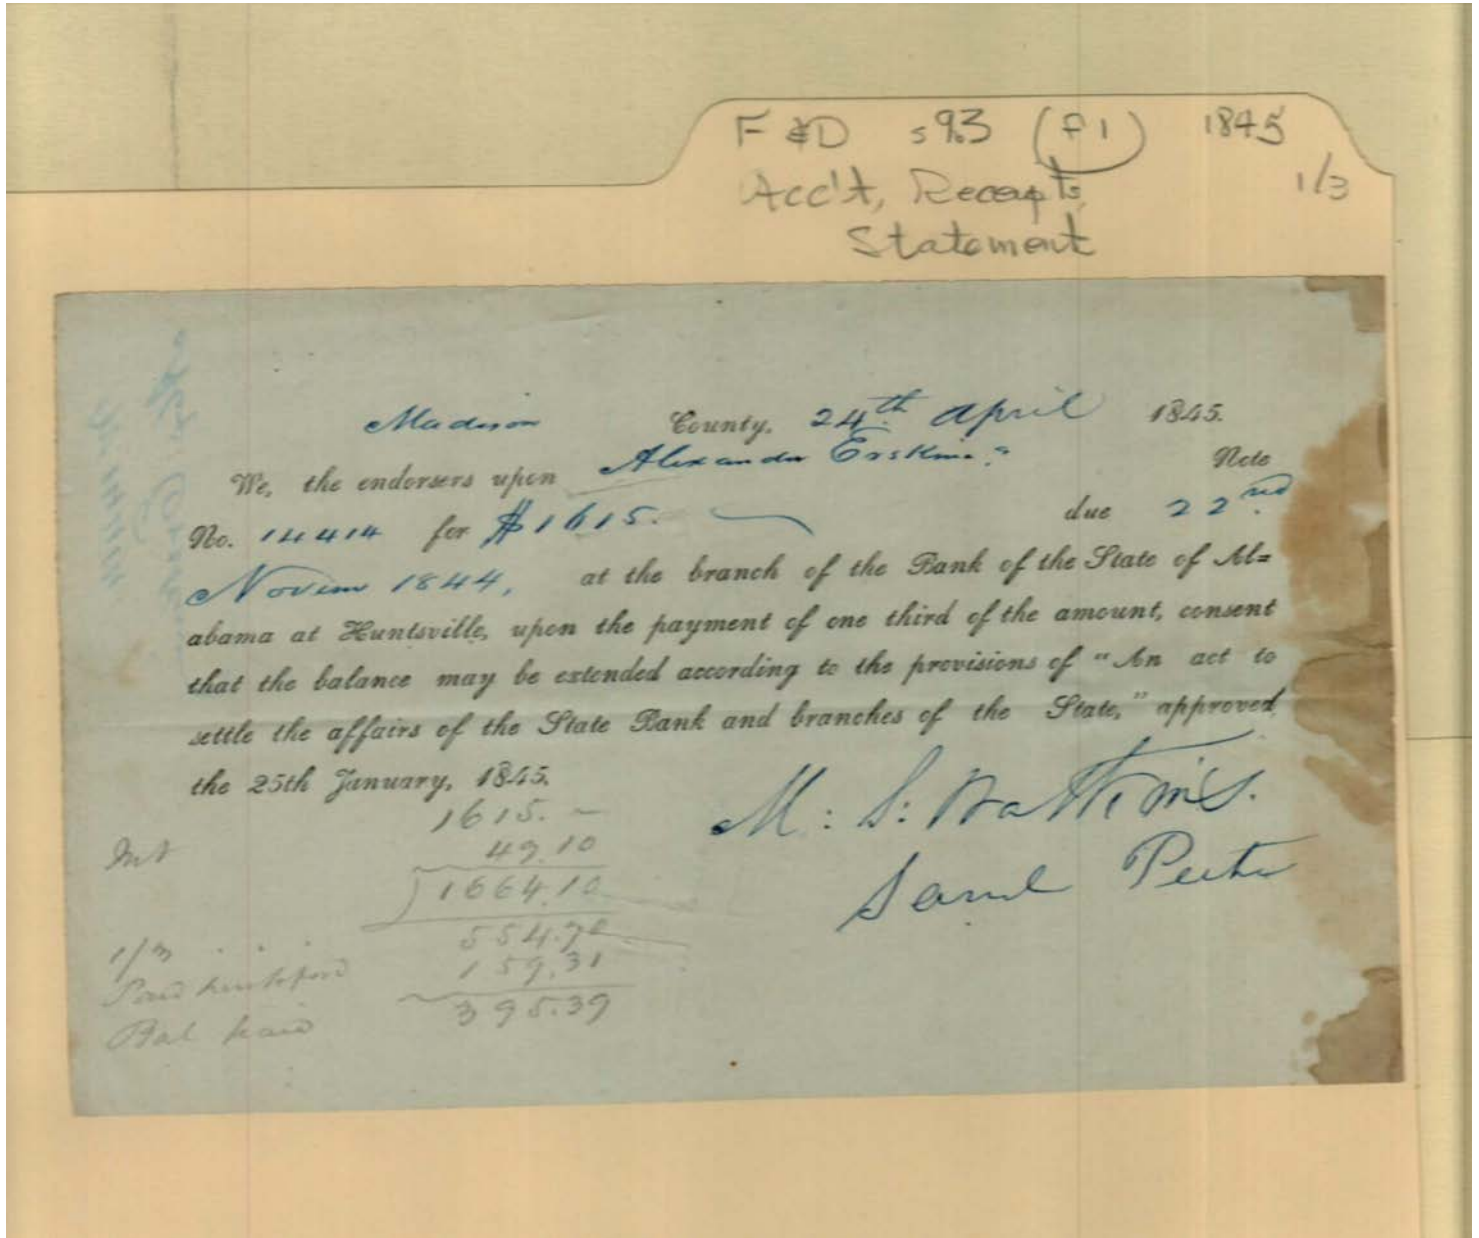 F & D s93 (f1) 1845
Acc't, Receipts, 1/3
Statement
Madison County, 24th April 1845.
We, the endorsers upon Alexander Erskine's Note
No. 14414 for $1615. due 22nd
Novem 1844, at the branch of the Bank of the State of Al=
abama at Huntsville, upon the payment of one third of the amount, consent
that the balance may be extended according to the provisions of "An act to
settle the affairs of the State Bank and branches of the State," approved
the 25th January, 1845.
M: S: Watkins.
Saml Peete
1615. —
Int 49.10
1664.10
1/3 . . 554.70
Paid 159.31
Bal paid 395.39